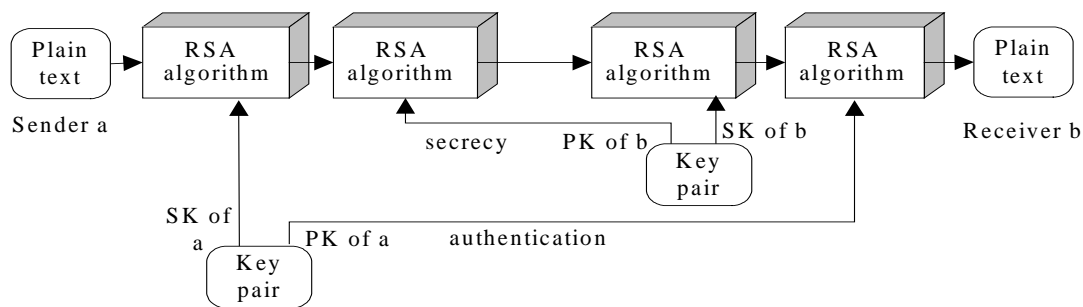 Plain
text
RSA
algorithm
RSA
algorithm
RSA
algorithm
RSA
algorithm
Plain
text
Sender a
Receiver b
secrecy
PK of b
SK of b
Key
pair
SK of
a
PK of a
authentication
Key
pair